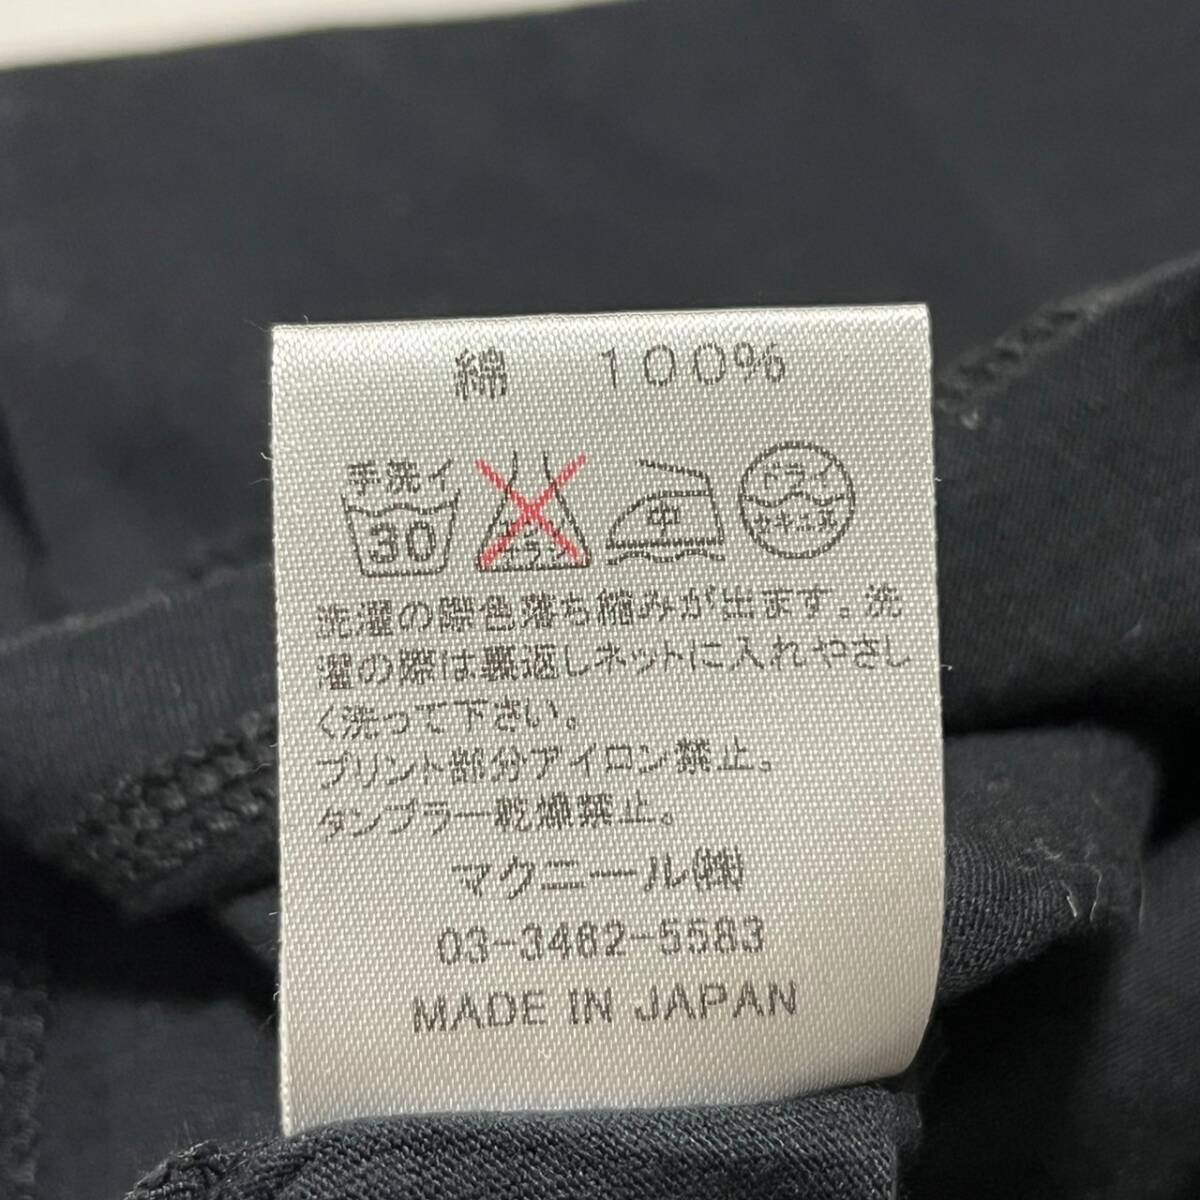 綿 100%
手洗イ
30
エンソ
サラシ
中
ドライ
セキユ系
洗濯の際色落ち縮みが出ます。洗
濯の際は裏返しネットに入れやさし
く洗って下さい。
プリント部分アイロン禁止。
タンブラー乾燥禁止。
マクニール㈱
03-3462-5583
MADE IN JAPAN